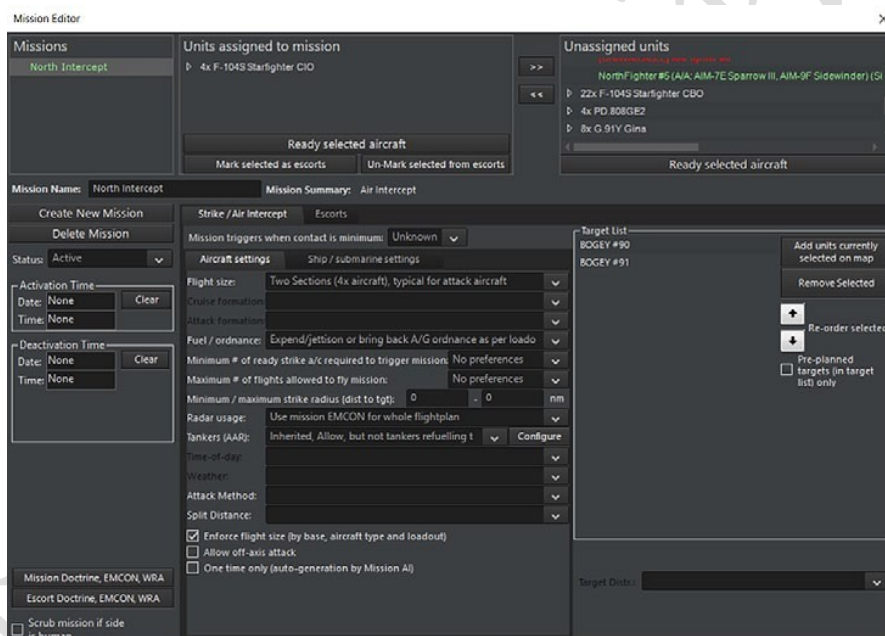 Mission Editor
Missions
North Intercept
Units assigned to mission
4x F-104S Starfighter CIO
Ready selected aircraft
Mark selected as escorts
Un-Mark selected from escorts
>>
<<
Unassigned units
NorthFighter #5 (A/A: AIM-7E Sparrow III, AIM-9F Sidewinder) (Si
22x F-104S Starfighter CBO
4x PD.808GE2
8x G.91Y Gina
Ready selected aircraft
Mission Name: North Intercept
Mission Summary: Air Intercept
Create New Mission
Delete Mission
Status: Active
Activation Time
Date: None Clear
Time: None
Deactivation Time
Date: None Clear
Time: None
Mission Doctrine, EMCON, WRA
Escort Doctrine, EMCON, WRA
Scrub mission if side
is human
Strike / Air Intercept Escorts
Mission triggers when contact is minimum: Unknown
Aircraft settings Ship / submarine settings
Flight size: Two Sections (4x aircraft), typical for attack aircraft
Cruise formation:
Attack formation:
Fuel / ordnance: Expend/jettison or bring back A/G ordnance as per loado
Minimum # of ready strike a/c required to trigger mission: No preferences
Maximum # of flights allowed to fly mission: No preferences
Minimum / maximum strike radius (dist to tgt): 0 - 0 nm
Radar usage: Use mission EMCON for whole flightplan
Tankers (AAR): Inherited, Allow, but not tankers refuelling t Configure
Time-of-day:
Weather:
Attack Method:
Split Distance:
Enforce flight size (by base, aircraft type and loadout)
Allow off-axis attack
One time only (auto-generation by Mission AI)
Target List
BOGEY #90
BOGEY #91
Add units currently
selected on map
Remove Selected
Re-order selected
Pre-planned
targets (in target
list) only
Target Distr.: